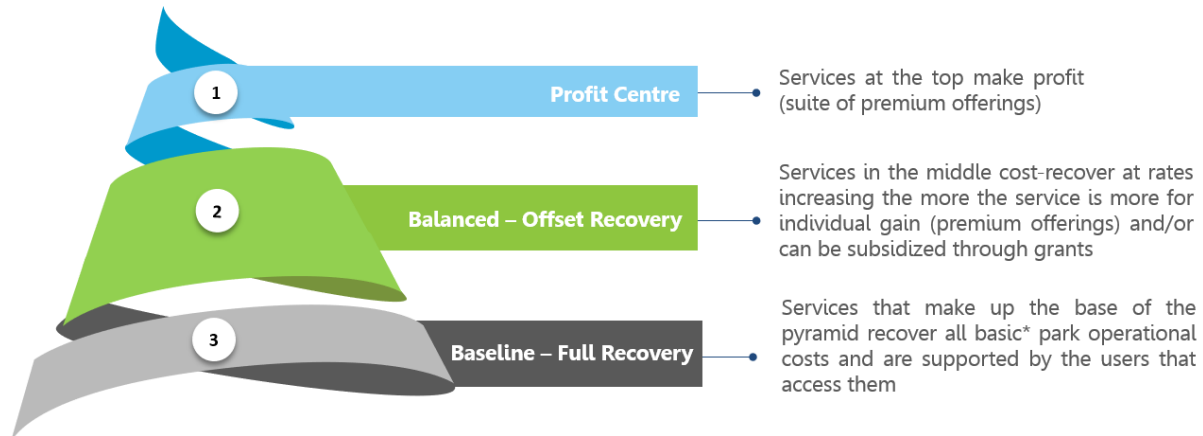 1
Profit Centre
Services at the top make profit
(suite of premium offerings)
2
Balanced – Offset Recovery
Services in the middle cost-recover at rates
increasing the more the service is more for
individual gain (premium offerings) and/or
can be subsidized through grants
3
Baseline – Full Recovery
Services that make up the base of the
pyramid recover all basic* park operational
costs and are supported by the users that
access them